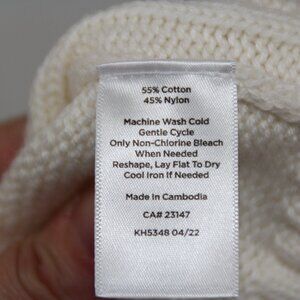 55% Cotton
45% Nylon
Machine Wash Cold
Gentle Cycle
Only Non-Chlorine Bleach
When Needed
Reshape, Lay Flat To Dry
Cool Iron If Needed
Made in Cambodia
CA# 23147
KH5348 04/22